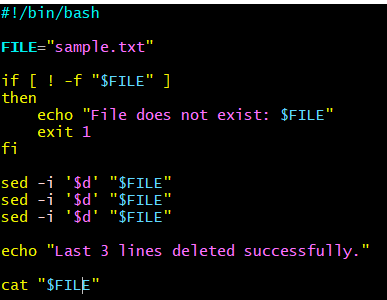 #!/bin/bash
FILE="sample.txt"
if [ ! -f "$FILE" ]
then
    echo "File does not exist: $FILE"
    exit 1
fi
sed -i '$d' "$FILE"
sed -i '$d' "$FILE"
sed -i '$d' "$FILE"
echo "Last 3 lines deleted successfully."
cat "$FILE"